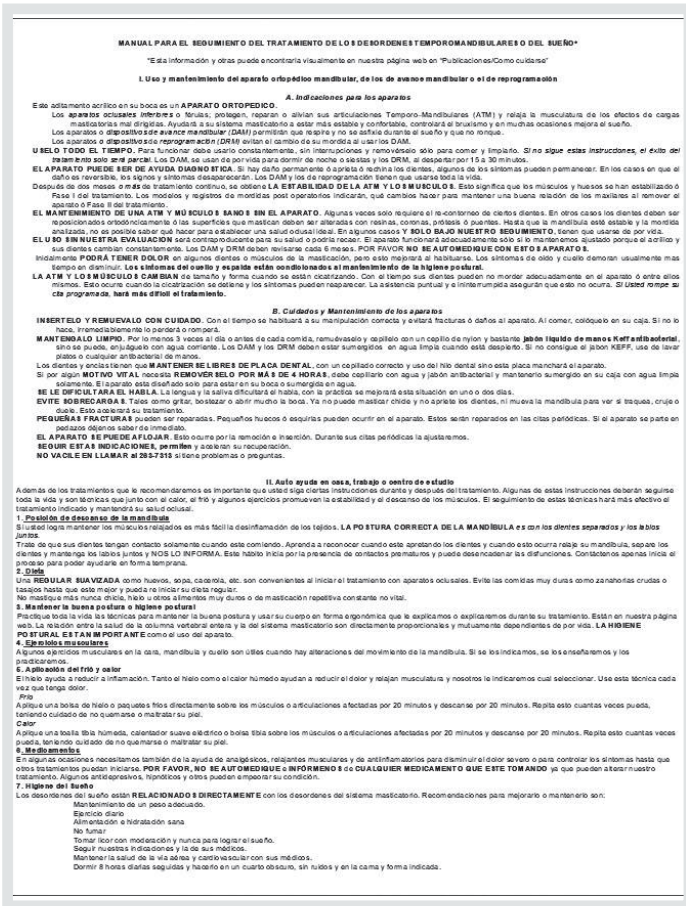 MANUAL PARA EL SEGUIMIENTO DEL TRATAMIENTO DE LOS DESORDENES TEMPOROMANDIBULARES O DEL SUEÑO*
"Esta información y otras puede encontrarla visualmente en nuestra página web en "Publicaciones/Como cuidarse"
I. Uso y mantenimiento del aparato ortopédico mandibular, de los de avance mandibular o el de reprogramación
A. Indicaciones para los aparatos
Este aditamento acrílico en su boca es un APARATO ORTOPEDICO.
Los aparatos oclusales inferiores o férulas; protegen, reparan o alivian sus articulaciones Temporo-Mandibulares (ATM) y relaja la musculatura de los efectos de cargas
masticatorias mal dirigidas. Ayudará a su sistema masticatorio a estar más estable y confortable, controlará el bruxismo y en muchas ocasiones mejora el sueño.
Los aparatos o dispositivos de avance mandibular (DAM) permitirán que respire y no se asfixie durante el sueño y que no ronque.
Los aparatos o dispositivos de reprogramación (DRM) evitan el cambio de su mordida al usar los DAM.
USELO TODO EL TIEMPO. Para funcionar debe usarlo constantemente, sin interrupciones y removérselo sólo para comer y limpiarlo. Si no sigue estas instrucciones, el éxito del
tratamiento solo será parcial. Los DAM, se usan de por vida para dormir de noche o siestas y los DRM, al despertar por 15 a 30 minutos.
EL APARATO PUEDE SER DE AYUDA DIAGNOSTICA. Si hay daño permanente ó aprieta ó rechina los dientes, algunos de los síntomas pueden permanecer. En los casos en que el
daño es reversible, los signos y síntomas desaparecerán. Los DAM y los de reprogramación tienen que usarse toda la vida.
Después de dos meses o más de tratamiento continuo, se obtiene LA ESTABILIDAD DE LA ATM Y LOS MUSCULOS. Esto significa que los músculos y huesos se han estabilizado ó
Fase I del tratamiento. Los modelos y registros de mordidas post operatorios indicarán, qué cambios hacer para mantener una buena relación de los maxilares al remover el
aparato ó Fase II del tratamiento.
EL MANTENIMIENTO DE UNA ATM Y MÚSCULOS SANOS SIN EL APARATO. Algunas veces solo requiere el re-contorneo de ciertos dientes. En otros casos los dientes deben ser
reposicionados ortodóncicamente ó las superficies que mastican deben ser alteradas con resinas, coronas, prótesis ó puentes. Hasta que la mandíbula esté estable y la mordida
analizada, no es posible saber qué hacer para establecer una salud oclusal ideal. En algunos casos Y SOLO BAJO NUESTRO SEGUIMIENTO, tienen que usarse de por vida.
EL USO SIN NUESTRA EVALUACION será contraproducente para su salud o podría recaer. El aparato funcionará adecuadamente sólo si lo mantenemos ajustado porque el acrílico y
sus dientes cambian constantemente. Los DAM y DRM deben revisarse cada 6 meses. POR FAVOR NO SE AUTOMEDIQUE CON ESTOS APARATOS.
Inicialmente PODRÁ TENER DOLOR en algunos dientes o músculos de la masticación, pero esto mejorará al habituarse. Los síntomas de oído y cuello demoran usualmente mas
tiempo en disminuir. Los síntomas del cuello y espalda están condicionados al mantenimiento de la higiene postural.
LA ATM Y LOS MÚSCULOS CAMBIAN de tamaño y forma cuando se están cicatrizando. Con el tiempo sus dientes pueden no morder adecuadamente en el aparato ó entre ellos
mismos. Esto ocurre cuando la cicatrización se detiene y los síntomas pueden reaparecer. La asistencia puntual y e ininterrumpida asegurarán que esto no ocurra. Si Usted rompe su
cita programada, hará más difícil el tratamiento.
B. Cuidados y Mantenimiento de los aparatos
INSERTELO Y REMUEVALO CON CUIDADO. Con el tiempo se habituará a su manipulación correcta y evitará fracturas ó daños al aparato. Al comer, colóquelo en su caja. Si no lo
hace, irremediablemente lo perderá o romperá.
MANTENGALO LIMPIO. Por lo menos 3 veces al día o antes de cada comida, remuévaselo y cepíllelo con un cepillo de nylon y bastante jabón líquido de manos Keff antibacterial,
sino se puede, enjuáguelo con agua corriente. Los DAM y los DRM deben estar sumergidos en agua limpia cuando está despierto. Si no consigue el jabón KEFF, use de lavar
platos o cualquier antibacterial de manos.
Los dientes y encías tienen que MANTENERSE LIBRES DE PLACA DENTAL, con un cepillado correcto y uso del hilo dental sino esta placa manchará el aparato.
Si por algún MOTIVO VITAL necesita REMOVÉRSELO POR MÁS DE 4 HORAS, debe cepillarlo con agua y jabón antibacterial y mantenerlo sumergido en su caja con agua limpia
solamente. El aparato esta diseñado solo para estar en su boca o sumergida en agua.
SE LE DIFICULTARA EL HABLA. La lengua y la saliva dificultará el habla, con la práctica se mejorará esta situación en uno o dos días.
EVITE SOBRECARGAS. Tales como gritar, bostezar o abrir mucho la boca. Ya no puede masticar chicle y no apriete los dientes, ni mueva la mandíbula para ver si traquea, cruje o
duele. Esto acelerará su tratamiento.
PEQUEÑAS FRACTURAS pueden ser reparadas. Pequeños huecos ó esquirlas pueden ocurrir en el aparato. Estos serán reparados en las citas periódicas. Si el aparato se parte en
pedazos déjenos saber de inmediato.
EL APARATO SE PUEDE AFLOJAR. Esto ocurre por la remoción e inserción. Durante sus citas periódicas la ajustaremos.
SEGUIR ESTAS INDICACIONES, permiten y aceleran su recuperación.
NO VACILE EN LLAMAR al 263-7313 si tiene problemas o preguntas.
II. Auto ayuda en casa, trabajo o centro de estudio
Además de los tratamientos que le recomendaremos es importante que usted siga ciertas instrucciones durante y después del tratamiento. Algunas de estas instrucciones deberán seguirse
toda la vida y son técnicas que junto con el calor, el frió y algunos ejercicios promueven la estabilidad y el descanso de los músculos. El seguimiento de estas técnicas hará más efectivo el
tratamiento indicado y mantendrá su salud oclusal.
1. Posición de descanso de la mandíbula
Si usted logra mantener los músculos relajados es más fácil la desinflamación de los tejidos. LA POSTURA CORRECTA DE LA MANDÍBULA es con los dientes separados y los labios
juntos.
Trate de que sus dientes tengan contacto solamente cuando este comiendo. Aprenda a reconocer cuando este apretando los dientes y cuando esto ocurra relaje su mandíbula, separe los
dientes y mantenga los labios juntos y NOS LO INFORMA. Este hábito inicia por la presencia de contactos prematuros y puede desencadenar las disfunciones. Contáctenos apenas inicia el
proceso para poder ayudarle en forma temprana.
2. Dieta
Una REGULAR SUAVIZADA como huevos, sopa, cacerola, etc. son convenientes al iniciar el tratamiento con aparatos oclusales. Evite las comidas muy duras como zanahorias crudas o
tasajos hasta que este mejor y pueda reiniciar su dieta regular.
No mastique más nunca chicle, hielo u otros alimentos muy duros o de masticación repetitiva constante no vital.
3. Mantener la buena postura o higiene postural
Practique toda la vida las técnicas para mantener la buena postura y usar su cuerpo en forma ergonómica que le explicamos o explicaremos durante su tratamiento. Están en nuestra página
web. La relación entre la salud de la columna vertebral entera y la del sistema masticatorio son directamente proporcionales y mutuamente dependientes de por vida. LA HIGIENE
POSTURAL ES TAN IMPORTANTE como el uso del aparato.
4. Ejercicios musculares
Algunos ejercicios musculares en la cara, mandíbula y cuello son útiles cuando hay alteraciones del movimiento de la mandíbula. Si se los indicamos, se los enseñaremos y los
practicaremos.
5. Aplicación del frió y calor
El hielo ayuda a reducir a inflamación. Tanto el hielo como el calor húmedo ayudan a reducir el dolor y relajan musculatura y nosotros le indicaremos cual seleccionar. Use esta técnica cada
vez que tenga dolor.
Frío
Aplique una bolsa de hielo o paquetes fríos directamente sobre los músculos o articulaciones afectadas por 20 minutos y descanse por 20 minutos. Repita esto cuantas veces pueda,
teniendo cuidado de no quemarse o maltratar su piel.
Calor
Aplique una toalla tibia húmeda, calentador suave eléctrico o bolsa tibia sobre los músculos o articulaciones afectadas por 20 minutos y descanse por 20 minutos. Repita esto cuantas veces
pueda, teniendo cuidado de no quemarse o maltratar su piel.
6. Medicamentos
En algunas ocasiones necesitamos también de la ayuda de analgésicos, relajantes musculares y de antiinflamatorios para disminuir el dolor severo o para controlar los síntomas hasta que
otros tratamientos puedan iniciarse. POR FAVOR, NO SE AUTOMEDIQUE e INFÓRMENOS de CUALQUIER MEDICAMENTO QUE ESTE TOMANDO ya que pueden alterar nuestro
tratamiento. Algunos antidepresivos, hipnóticos y otros pueden empeorar su condición.
7. Higiene del Sueño
Los desordenes del sueño están RELACIONADOS DIRECTAMENTE con los desordenes del sistema masticatorio. Recomendaciones para mejorarlo o mantenerlo son:
Mantenimiento de un peso adecuado.
Ejercicio diario
Alimentación e hidratación sana
No fumar
Tomar licor con moderación y nunca para lograr el sueño.
Seguir nuestras indicaciones y la de sus médicos.
Mantener la salud de la vía aérea y cardiovascular con sus médicos.
Dormir 8 horas diarias seguidas y hacerlo en un cuarto obscuro, sin ruidos y en la cama y forma indicada.